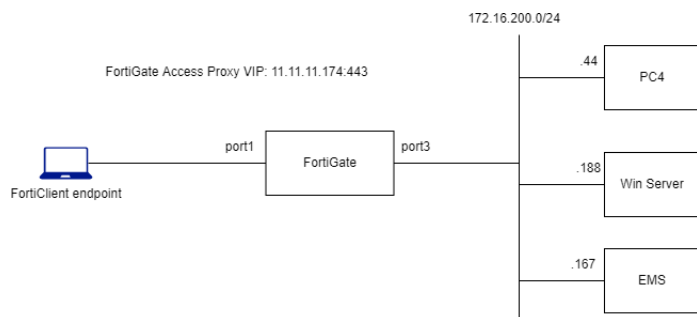 172.16.200.0/24
FortiGate Access Proxy VIP: 11.11.11.174:443
.44
PC4
port1
FortiGate
port3
.188
Win Server
FortiClient endpoint
.167
EMS